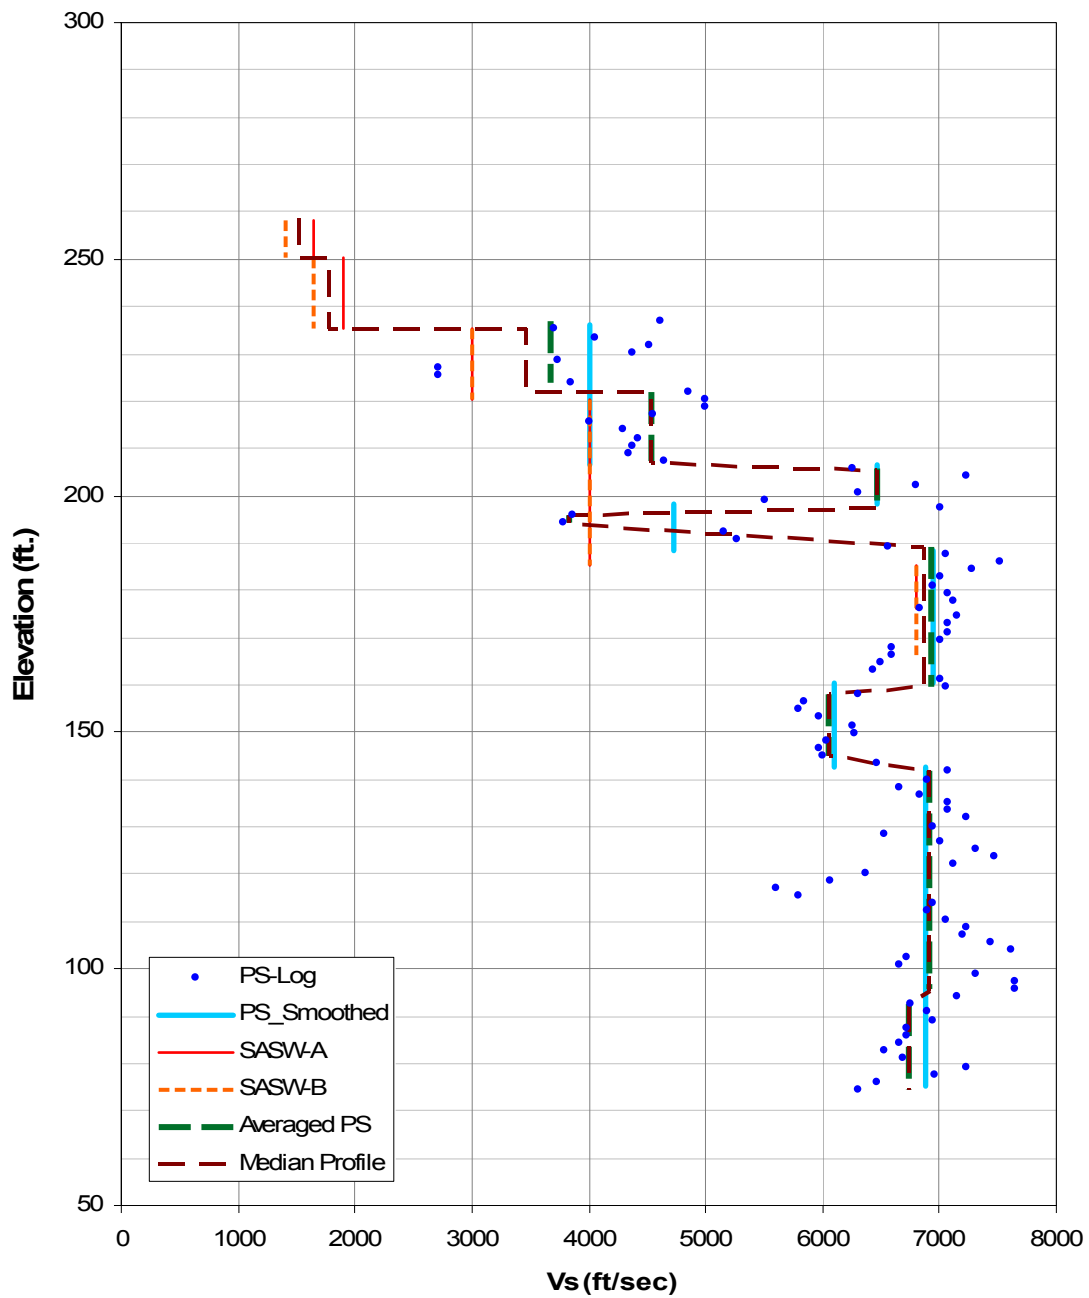 300
250
200
150
100
50
Elevation (ft.)
PS-Log
PS_Smoothed
SASW-A
SASW-B
Averaged PS
Median Profile
0 1000 2000 3000 4000 5000 6000 7000 8000
Vs (ft/sec)